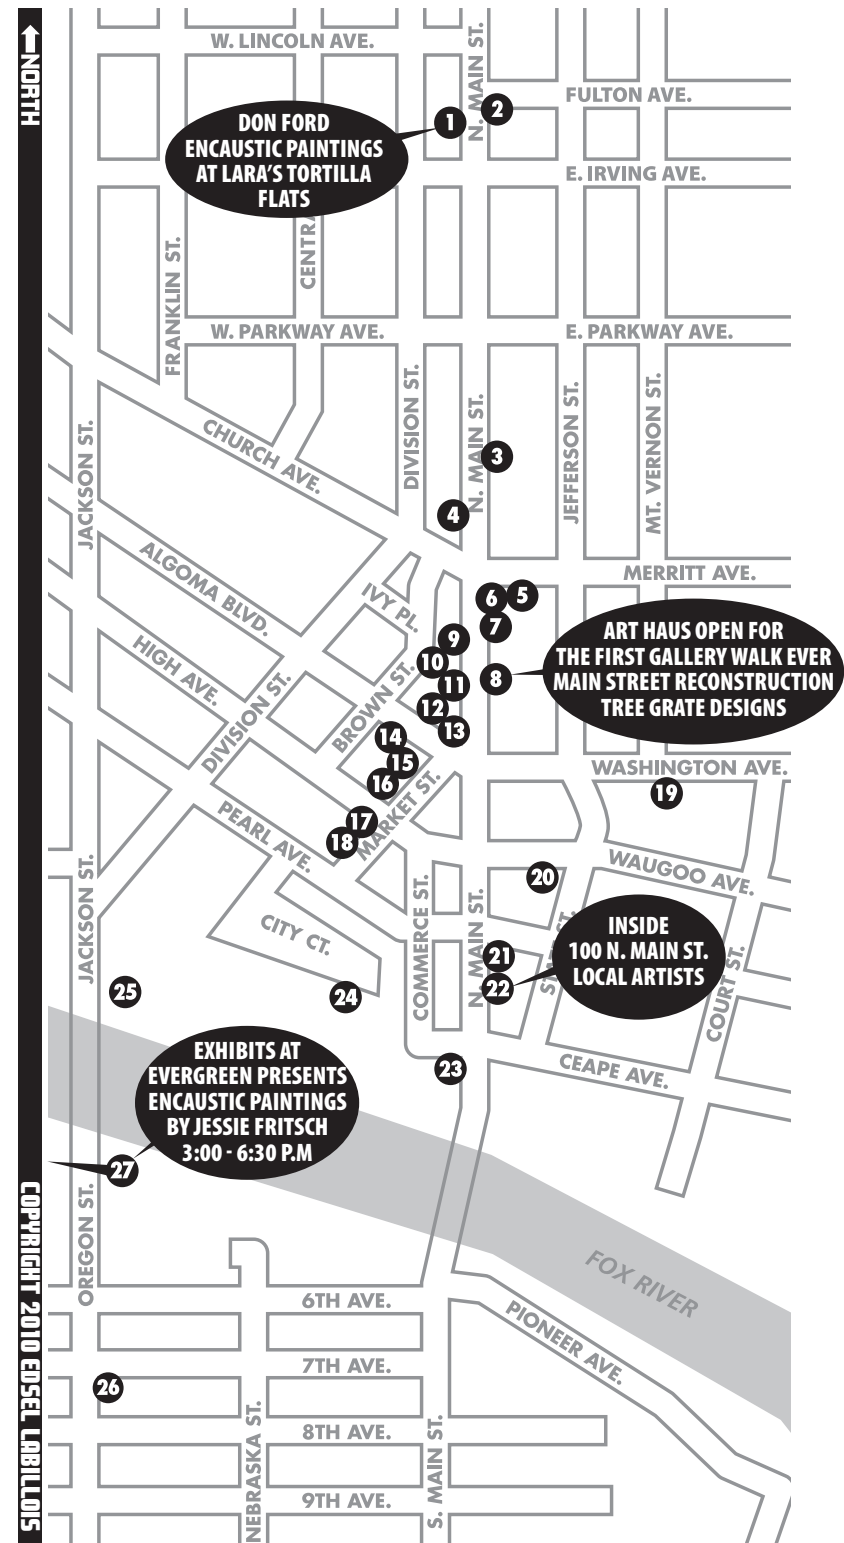 NORTH
W. LINCOLN AVE.
N. MAIN ST.
FULTON AVE.
1
2
DON FORD
ENCAUSTIC PAINTINGS
AT LARA'S TORTILLA
FLATS
E. IRVING AVE.
CENTRA
FRANKLIN ST.
W. PARKWAY AVE.
E. PARKWAY AVE.
DIVISION ST.
N. MAIN ST.
JEFFERSON ST.
MT. VERNON ST.
JACKSON ST.
CHURCH AVE.
3
4
ALGOMA BLVD.
IVY PL.
MERRITT AVE.
6
5
7
HIGH AVE.
9
10
11
8
ART HAUS OPEN FOR
THE FIRST GALLERY WALK EVER
MAIN STREET RECONSTRUCTION
TREE GRATE DESIGNS
DIVISION ST.
BROWN ST.
12
13
14
15
16
WASHINGTON AVE.
19
MARKET ST.
17
18
PEARL AVE.
WAUGOO AVE.
20
JACKSON ST.
COMMERCE ST.
N. MAIN ST.
CITY CT.
INSIDE
100 N. MAIN ST.
LOCAL ARTISTS
21
22
COURT ST.
25
24
23
CEAPE AVE.
EXHIBITS AT
EVERGREEN PRESENTS
ENCAUSTIC PAINTINGS
BY JESSIE FRITSCH
3:00 - 6:30 P.M
27
OREGON ST.
FOX RIVER
6TH AVE.
PIONEER AVE.
7TH AVE.
26
NEBRASKA ST.
8TH AVE.
S. MAIN ST.
9TH AVE.
COPYRIGHT 2010 EDSEL LABILLOIS